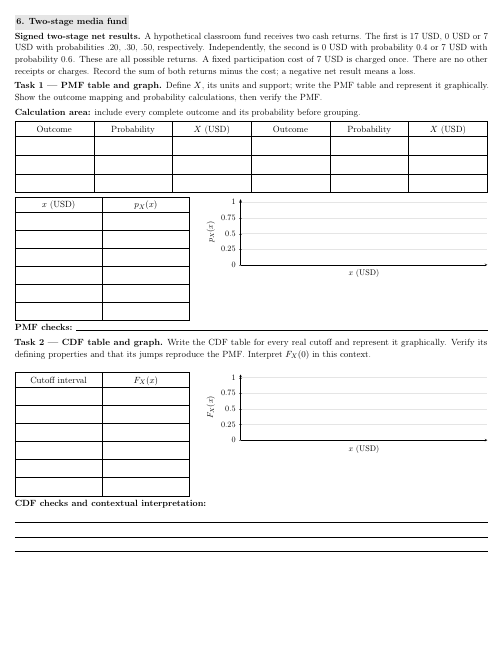 6. Two-stage media fund
Signed two-stage net results. A hypothetical classroom fund receives two cash returns. The first is 17 USD, 0 USD or 7
USD with probabilities .20, .30, .50, respectively. Independently, the second is 0 USD with probability 0.4 or 7 USD with
probability 0.6. These are all possible returns. A fixed participation cost of 7 USD is charged once. There are no other
receipts or charges. Record the sum of both returns minus the cost; a negative net result means a loss.
Task 1 — PMF table and graph. Define X, its units and support; write the PMF table and represent it graphically.
Show the outcome mapping and probability calculations, then verify the PMF.
Calculation area: include every complete outcome and its probability before grouping.
Outcome Probability X (USD) Outcome Probability X (USD)
x (USD) pX(x)
1
0.75
0.5
0.25
0
pX(x)
x (USD)
PMF checks:
Task 2 — CDF table and graph. Write the CDF table for every real cutoff and represent it graphically. Verify its
defining properties and that its jumps reproduce the PMF. Interpret FX(0) in this context.
Cutoff interval FX(x)
1
0.75
0.5
0.25
0
FX(x)
x (USD)
CDF checks and contextual interpretation: